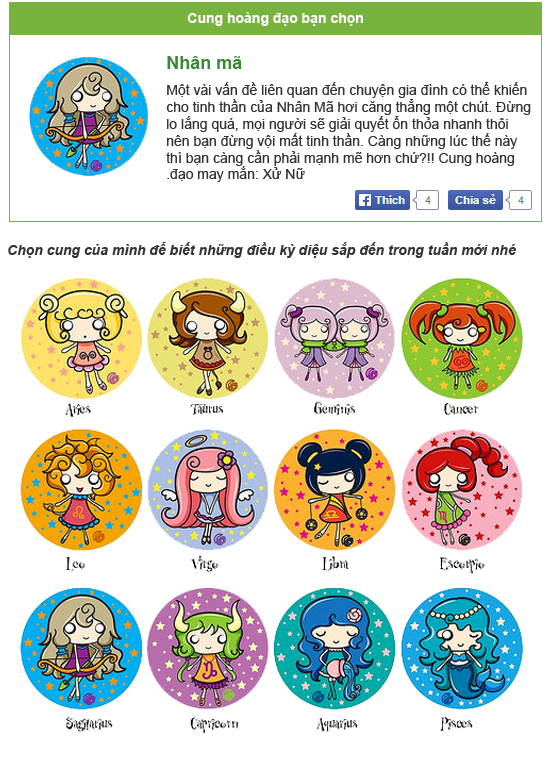 Cung hoàng đạo bạn chọn
Nhân mã
Một vài vấn đề liên quan đến chuyện gia đình có thể khiến
cho tinh thần của Nhân Mã hơi căng thẳng một chút. Đừng
lo lắng quá, mọi người sẽ giải quyết ổn thỏa nhanh thôi
nên bạn đừng vội mất tinh thần. Càng những lúc thế này
thì bạn càng cần phải mạnh mẽ hơn chứ?!! Cung hoàng
.đạo may mắn: Xử Nữ
Thích 4 Chia sẻ 4
Chọn cung của mình để biết những điều kỳ diệu sắp đến trong tuần mới nhé
Aries Taurus Geminis Cancer
Leo Virgo Libra Escorpio
Sagitarius Capricorn Aquarius Pisces